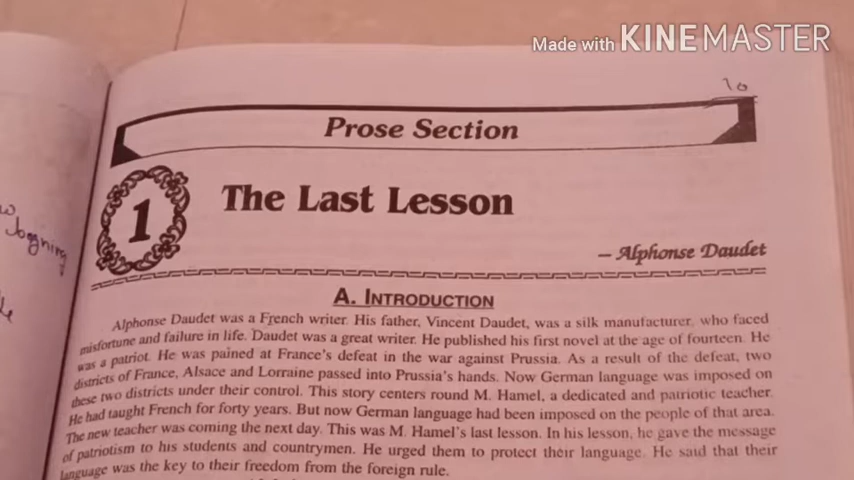 Made with KINEMASTER
10
Prose Section
1
The Last Lesson
– Alphonse Daudet
A. INTRODUCTION
Alphonse Daudet was a French writer. His father, Vincent Daudet, was a silk manufacturer, who faced
misfortune and failure in life. Daudet was a great writer. He published his first novel at the age of fourteen. He
was a patriot. He was pained at France's defeat in the war against Prussia. As a result of the defeat, two
districts of France, Alsace and Lorraine passed into Prussia's hands. Now German language was imposed on
these two districts under their control. This story centers round M. Hamel, a dedicated and patriotic teacher.
He had taught French for forty years. But now German language had been imposed on the people of that area.
The new teacher was coming the next day. This was M. Hamel's last lesson. In his lesson, he gave the message
of patriotism to his students and countrymen. He urged them to protect their language. He said that their
language was the key to their freedom from the foreign rule.